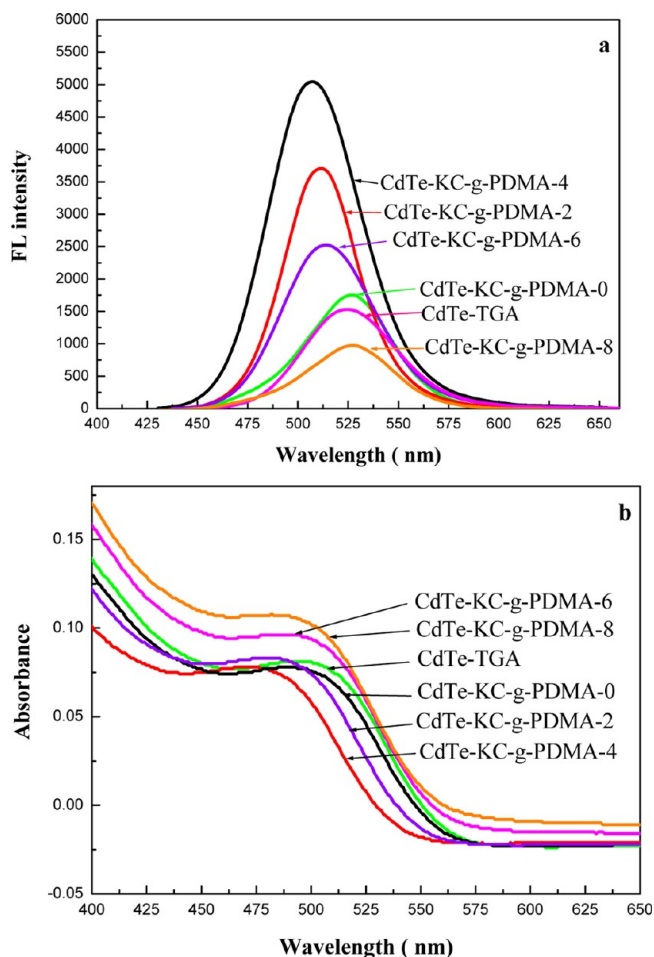 a
6000
5500
5000
4500
4000
3500
3000
2500
2000
1500
1000
500
0
FL intensity
CdTe-KC-g-PDMA-4
CdTe-KC-g-PDMA-2
CdTe-KC-g-PDMA-6
CdTe-KC-g-PDMA-0
CdTe-TGA
CdTe-KC-g-PDMA-8
400 425 450 475 500 525 550 575 600 625 650
Wavelength ( nm)
b
0.15
0.10
0.05
0.00
-0.05
Absorbance
CdTe-KC-g-PDMA-6
CdTe-KC-g-PDMA-8
CdTe-TGA
CdTe-KC-g-PDMA-0
CdTe-KC-g-PDMA-2
CdTe-KC-g-PDMA-4
400 425 450 475 500 525 550 575 600 625 650
Wavelength ( nm)